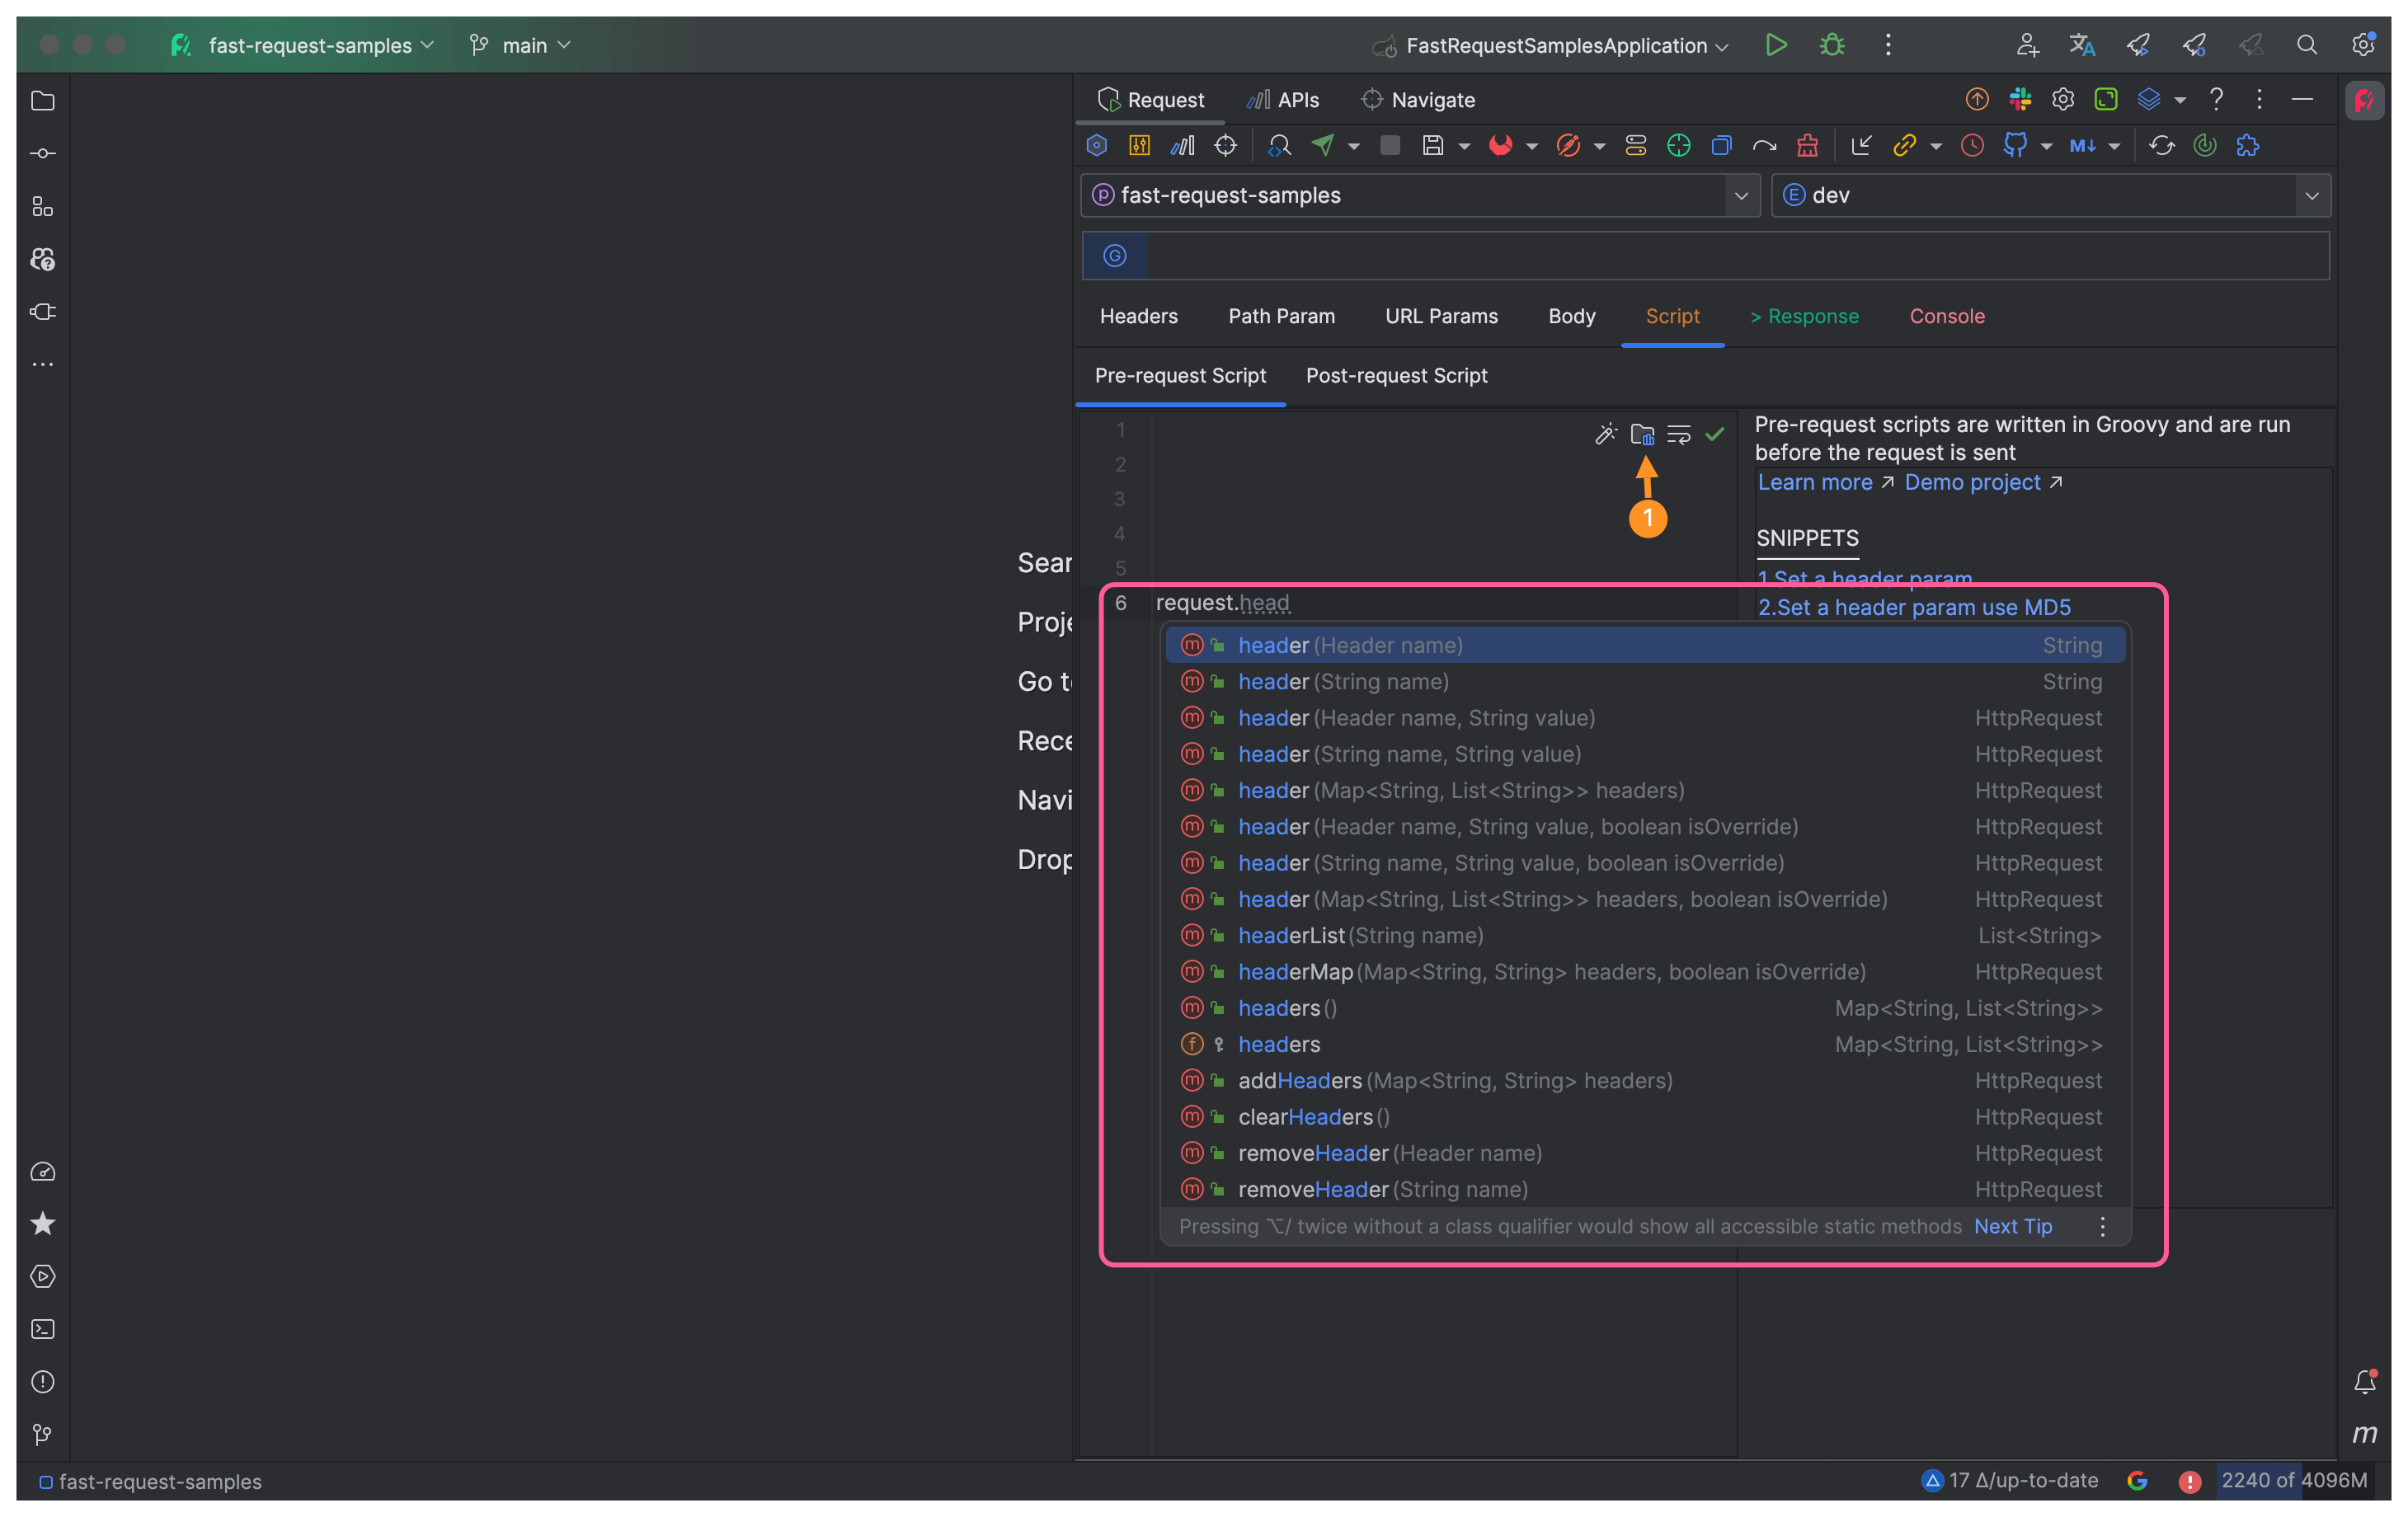 fast-request-samples main FastRequestSamplesApplication
Request APIs Navigate
M↓
P fast-request-samples E dev
G
Headers Path Param URL Params Body Script > Response Console
Pre-request Script Post-request Script
1
2
3
4
5
6 request.head
1
Pre-request scripts are written in Groovy and are run
before the request is sent
Learn more ↗ Demo project ↗
SNIPPETS
1.Set a header param
2.Set a header param use MD5
m header(Header name) String
m header(String name) String
m header(Header name, String value) HttpRequest
m header(String name, String value) HttpRequest
m header(Map<String, List<String>> headers) HttpRequest
m header(Header name, String value, boolean isOverride) HttpRequest
m header(String name, String value, boolean isOverride) HttpRequest
m header(Map<String, List<String>> headers, boolean isOverride) HttpRequest
m headerList(String name) List<String>
m headerMap(Map<String, String> headers, boolean isOverride) HttpRequest
m headers() Map<String, List<String>>
f headers Map<String, List<String>>
m addHeaders(Map<String, String> headers) HttpRequest
m clearHeaders() HttpRequest
m removeHeader(Header name) HttpRequest
m removeHeader(String name) HttpRequest
Pressing ⌥/ twice without a class qualifier would show all accessible static methods Next Tip
m
fast-request-samples 17 Δ/up-to-date G 2240 of 4096M